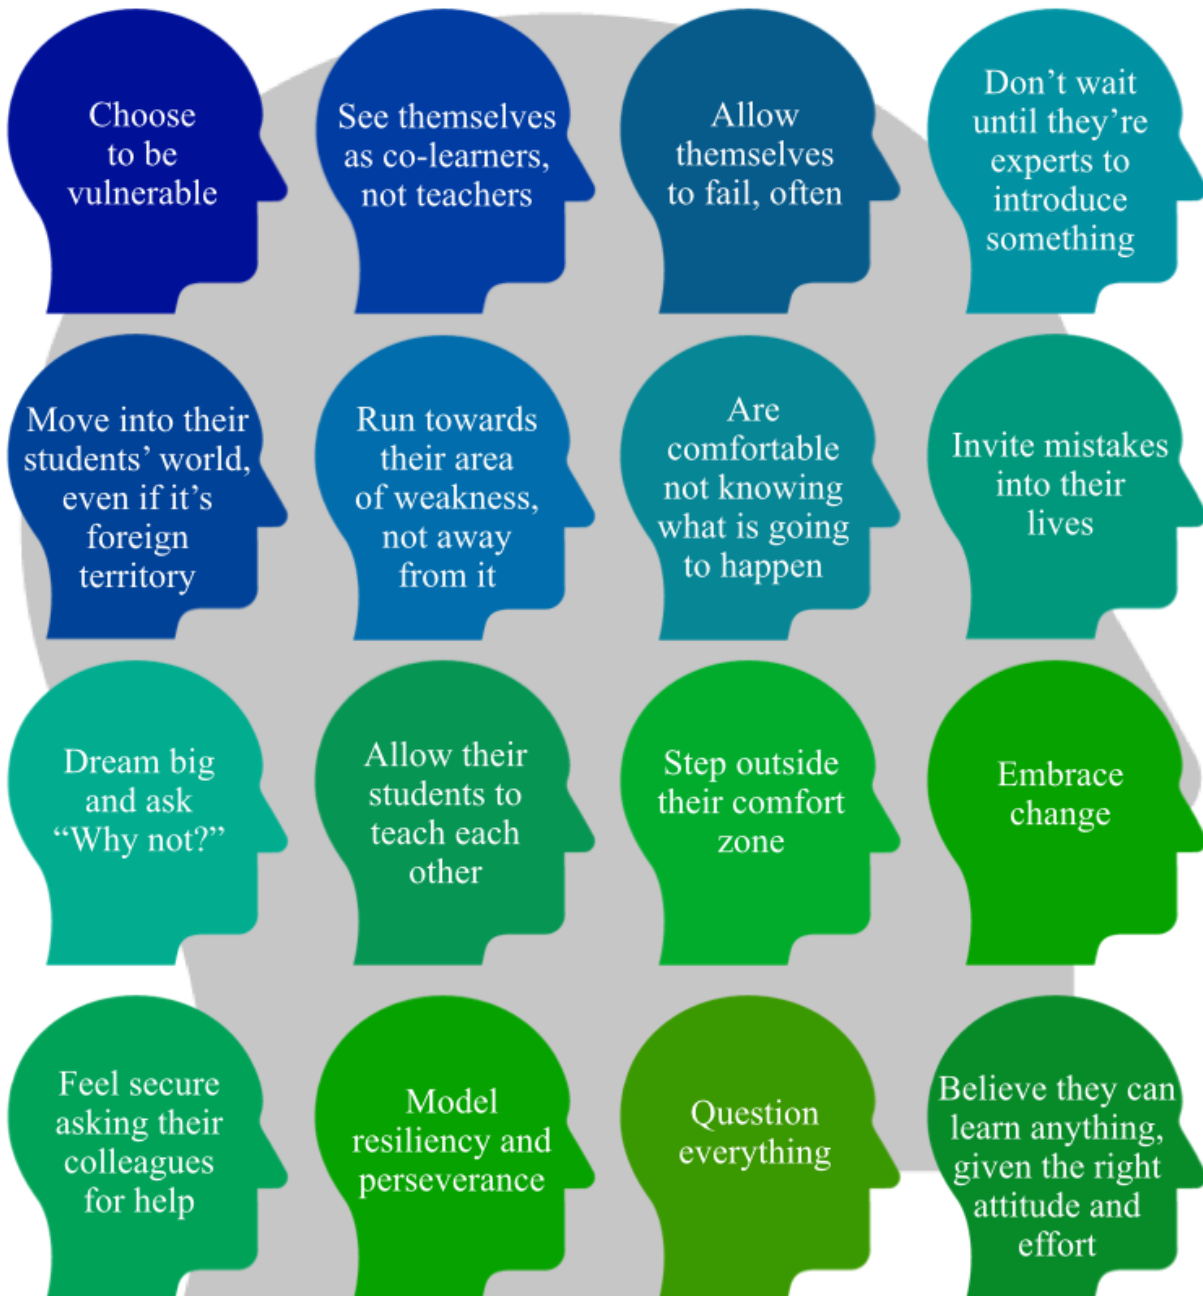 Choose
to be
vulnerable
See themselves
as co-learners,
not teachers
Allow
themselves
to fail, often
Don’t wait
until they’re
experts to
introduce
something
Move into their
students’ world,
even if it’s
foreign
territory
Run towards
their area
of weakness,
not away
from it
Are
comfortable
not knowing
what is going
to happen
Invite mistakes
into their
lives
Dream big
and ask
“Why not?”
Allow their
students to
teach each
other
Step outside
their comfort
zone
Embrace
change
Feel secure
asking their
colleagues
for help
Model
resiliency and
perseverance
Question
everything
Believe they can
learn anything,
given the right
attitude and
effort